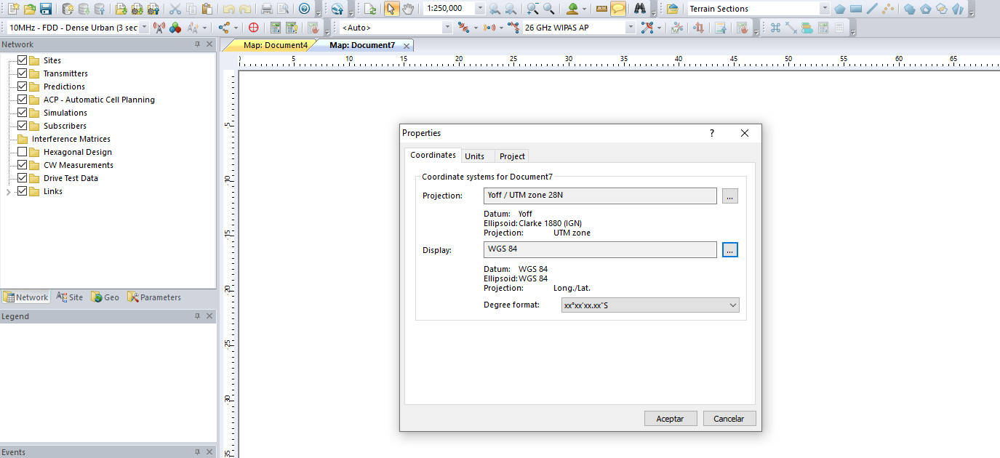 1:250,000
Terrain Sections
10MHz - FDD - Dense Urban (3 sec
<Auto>
26 GHz WIPAS AP
Network
Map: Document4
Map: Document7
0 5 10 15 20 25 30 35 40 45 50 55 60 65
Sites
Transmitters
Predictions
ACP - Automatic Cell Planning
Simulations
Subscribers
Interference Matrices
Hexagonal Design
CW Measurements
Drive Test Data
Links
Network
Site
Geo
Parameters
Legend
Events
-5
-10
-15
-20
-25
-30
-35
Properties
?
Coordinates
Units
Project
Coordinate systems for Document7
Projection:
Yoff / UTM zone 28N
...
Datum: Yoff
Ellipsoid: Clarke 1880 (IGN)
Projection: UTM zone
Display:
WGS 84
...
Datum: WGS 84
Ellipsoid: WGS 84
Projection: Long./Lat.
Degree format:
xx°xx'xx.xx"S
Aceptar
Cancelar